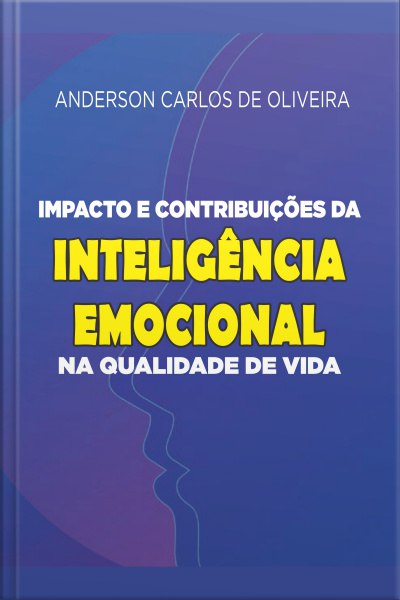 ANDERSON CARLOS DE OLIVEIRA
IMPACTO E CONTRIBUIÇÕES DA
INTELIGÊNCIA
EMOCIONAL
NA QUALIDADE DE VIDA